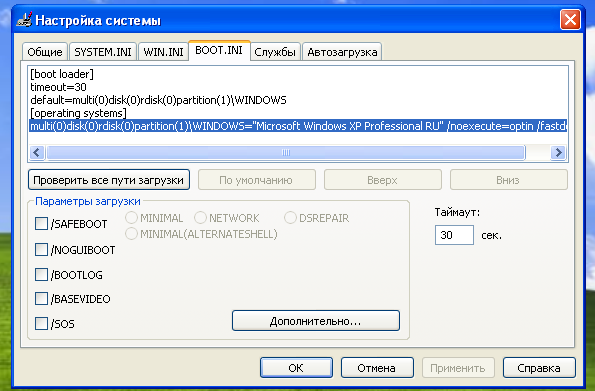 Настройка системы
Общие SYSTEM.INI WIN.INI BOOT.INI Службы Автозагрузка
[boot loader]
timeout=30
default=multi(0)disk(0)rdisk(0)partition(1)\WINDOWS
[operating systems]
multi(0)disk(0)rdisk(0)partition(1)\WINDOWS="Microsoft Windows XP Professional RU" /noexecute=optin /fastde
Проверить все пути загрузки По умолчанию Вверх Вниз
Параметры загрузки
/SAFEBOOT MINIMAL NETWORK DSREPAIR
MINIMAL(ALTERNATESHELL)
/NOGUIBOOT
/BOOTLOG
/BASEVIDEO
/SOS
Дополнительно...
Таймаут:
30 сек.
OK Отмена Применить Справка